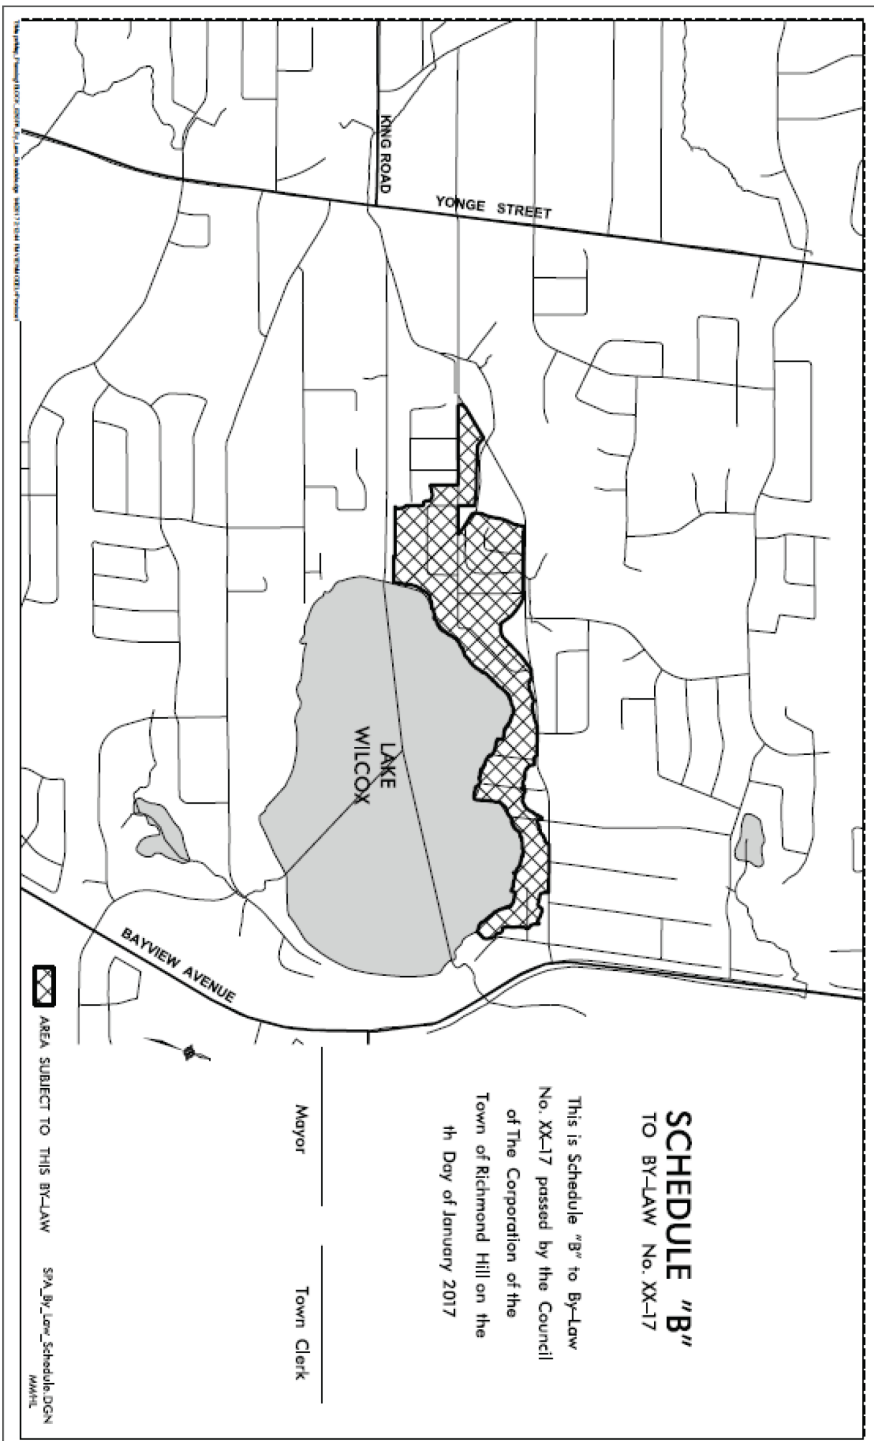 SCHEDULE "B"
TO BY-LAW No. XX-17
This is Schedule "B" to By-Law
No. XX-17 passed by the Council
of The Corporation of the
Town of Richmond Hill on the
th Day of January 2017
Mayor
Town Clerk
KING ROAD
YONGE STREET
LAKE
WILCOX
BAYVIEW AVENUE
AREA SUBJECT TO THIS BY-LAW
SPA_By_Law_Schedule.DGN